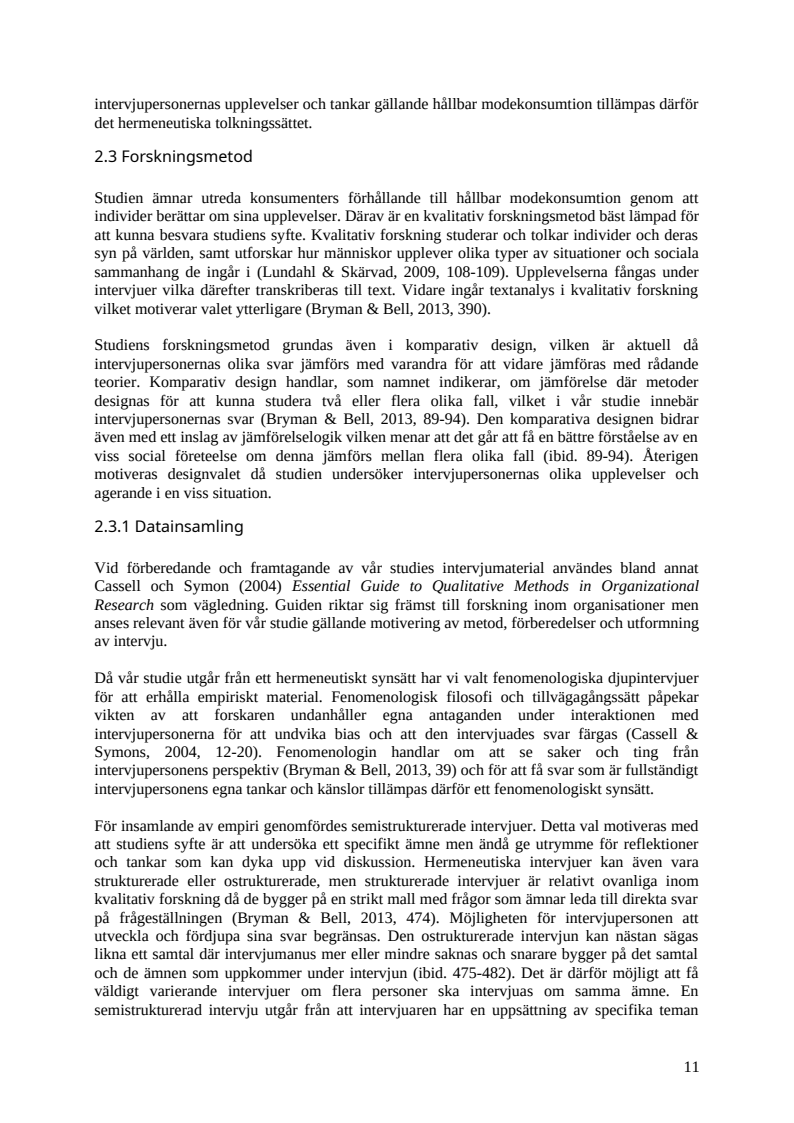 intervjupersonernas upplevelser och tankar gällande hållbar modekonsumtion tillämpas därför
det hermeneutiska tolkningssättet.
2.3 Forskningsmetod
Studien ämnar utreda konsumenters förhållande till hållbar modekonsumtion genom att
individer berättar om sina upplevelser. Därav är en kvalitativ forskningsmetod bäst lämpad för
att kunna besvara studiens syfte. Kvalitativ forskning studerar och tolkar individer och deras
syn på världen, samt utforskar hur människor upplever olika typer av situationer och sociala
sammanhang de ingår i (Lundahl & Skärvad, 2009, 108-109). Upplevelserna fångas under
intervjuer vilka därefter transkriberas till text. Vidare ingår textanalys i kvalitativ forskning
vilket motiverar valet ytterligare (Bryman & Bell, 2013, 390).
Studiens forskningsmetod grundas även i komparativ design, vilken är aktuell då
intervjupersonernas olika svar jämförs med varandra för att vidare jämföras med rådande
teorier. Komparativ design handlar, som namnet indikerar, om jämförelse där metoder
designas för att kunna studera två eller flera olika fall, vilket i vår studie innebär
intervjupersonernas svar (Bryman & Bell, 2013, 89-94). Den komparativa designen bidrar
även med ett inslag av jämförelselogik vilken menar att det går att få en bättre förståelse av en
viss social företeelse om denna jämförs mellan flera olika fall (ibid. 89-94). Återigen
motiveras designvalet då studien undersöker intervjupersonernas olika upplevelser och
agerande i en viss situation.
2.3.1 Datainsamling
Vid förberedande och framtagande av vår studies intervjumaterial användes bland annat
Cassell och Symon (2004) Essential Guide to Qualitative Methods in Organizational
Research som vägledning. Guiden riktar sig främst till forskning inom organisationer men
anses relevant även för vår studie gällande motivering av metod, förberedelser och utformning
av intervju.
Då vår studie utgår från ett hermeneutiskt synsätt har vi valt fenomenologiska djupintervjuer
för att erhålla empiriskt material. Fenomenologisk filosofi och tillvägagångssätt påpekar
vikten av att forskaren undanhåller egna antaganden under interaktionen med
intervjupersonerna för att undvika bias och att den intervjuades svar färgas (Cassell &
Symons, 2004, 12-20). Fenomenologin handlar om att se saker och ting från
intervjupersonens perspektiv (Bryman & Bell, 2013, 39) och för att få svar som är fullständigt
intervjupersonens egna tankar och känslor tillämpas därför ett fenomenologiskt synsätt.
För insamlande av empiri genomfördes semistrukturerade intervjuer. Detta val motiveras med
att studiens syfte är att undersöka ett specifikt ämne men ändå ge utrymme för reflektioner
och tankar som kan dyka upp vid diskussion. Hermeneutiska intervjuer kan även vara
strukturerade eller ostrukturerade, men strukturerade intervjuer är relativt ovanliga inom
kvalitativ forskning då de bygger på en strikt mall med frågor som ämnar leda till direkta svar
på frågeställningen (Bryman & Bell, 2013, 474). Möjligheten för intervjupersonen att
utveckla och fördjupa sina svar begränsas. Den ostrukturerade intervjun kan nästan sägas
likna ett samtal där intervjumanus mer eller mindre saknas och snarare bygger på det samtal
och de ämnen som uppkommer under intervjun (ibid. 475-482). Det är därför möjligt att få
väldigt varierande intervjuer om flera personer ska intervjuas om samma ämne. En
semistrukturerad intervju utgår från att intervjuaren har en uppsättning av specifika teman
11